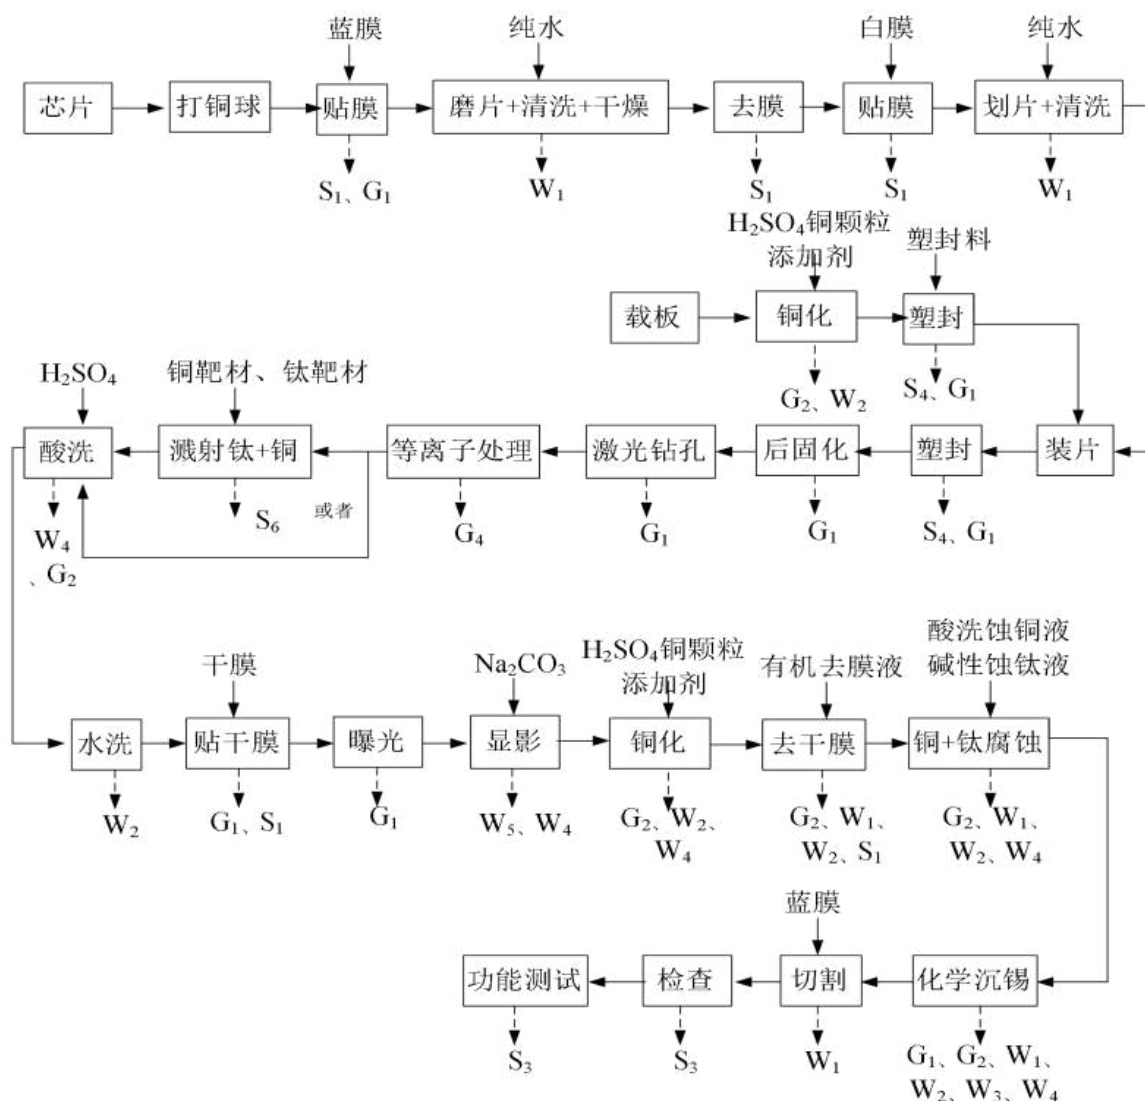 蓝膜 纯水 白膜 纯水
芯片 打铜球 贴膜 磨片+清洗+干燥 去膜 贴膜 划片+清洗
S₁、G₁ W₁ S₁ S₁ W₁
H₂SO₄铜颗粒
添加剂
塑封料
载板 铜化 塑封
G₂、W₂ S₄、G₁
H₂SO₄ 铜靶材、钛靶材
酸洗 溅射钛+铜 等离子处理 激光钻孔 后固化 塑封 装片
或者
W₄
、G₂
S₆ G₄ G₁ G₁ S₄、G₁
干膜 Na₂CO₃
H₂SO₄铜颗粒
添加剂
有机去膜液
酸洗蚀铜液
碱性蚀钛液
水洗 贴干膜 曝光 显影 铜化 去干膜 铜+钛腐蚀
W₂ G₁、S₁ G₁ W₅、W₄
G₂、W₂、
W₄
G₂、W₁、
W₂、S₁
G₂、W₁、
W₂、W₄
蓝膜
功能测试 检查 切割 化学沉锡
S₃ S₃ W₁
G₁、G₂、W₁、
W₂、W₃、W₄